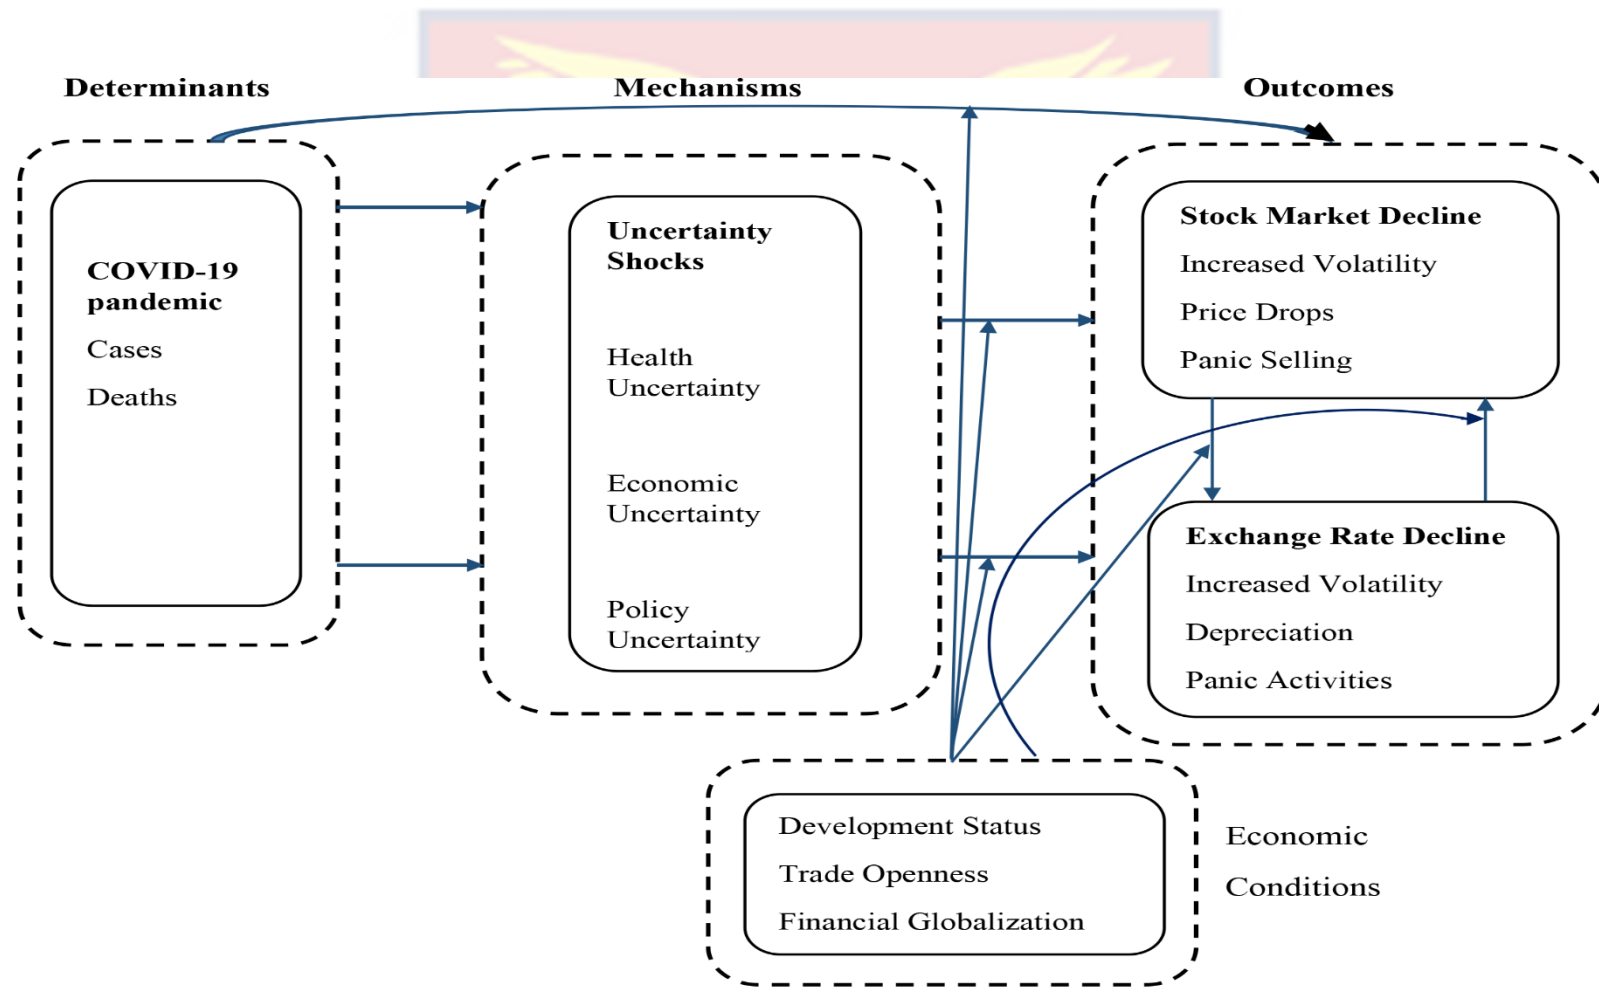 Determinants
Mechanisms
Outcomes
COVID-19
pandemic
Cases
Deaths
Uncertainty
Shocks
Health
Uncertainty
Economic
Uncertainty
Policy
Uncertainty
Stock Market Decline
Increased Volatility
Price Drops
Panic Selling
Exchange Rate Decline
Increased Volatility
Depreciation
Panic Activities
Development Status
Trade Openness
Financial Globalization
Economic
Conditions